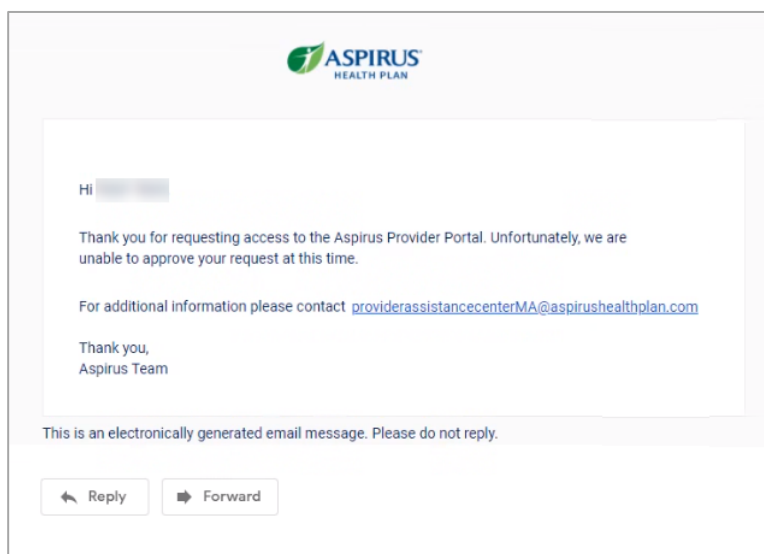 ASPIRUS
HEALTH PLAN
Hi
Thank you for requesting access to the Aspirus Provider Portal. Unfortunately, we are
unable to approve your request at this time.
For additional information please contact providerassistancecenterMA@aspirushealthplan.com
Thank you,
Aspirus Team
This is an electronically generated email message. Please do not reply.
Reply
Forward